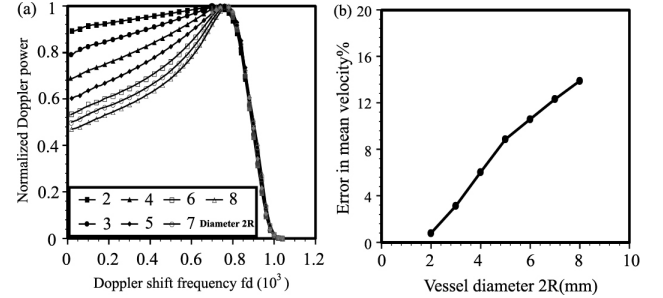 (a)
Normalized Doppler power
1
0.8
0.6
0.4
0.2
0
2 4 6 8
3 5 7 Diameter 2R
0 0.2 0.4 0.6 0.8 1.0 1.2
Doppler shift frequency fd (10³)
(b)
Error in mean velocity%
20
16
12
8
4
0
0 2 4 6 8 10
Vessel diameter 2R(mm)